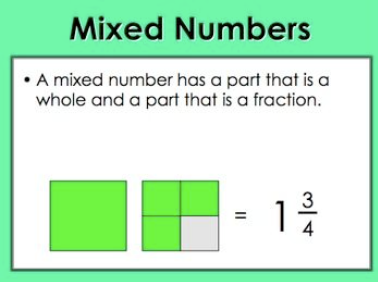 Mixed Numbers
• A mixed number has a part that is a
whole and a part that is a fraction.
= 1 3/4